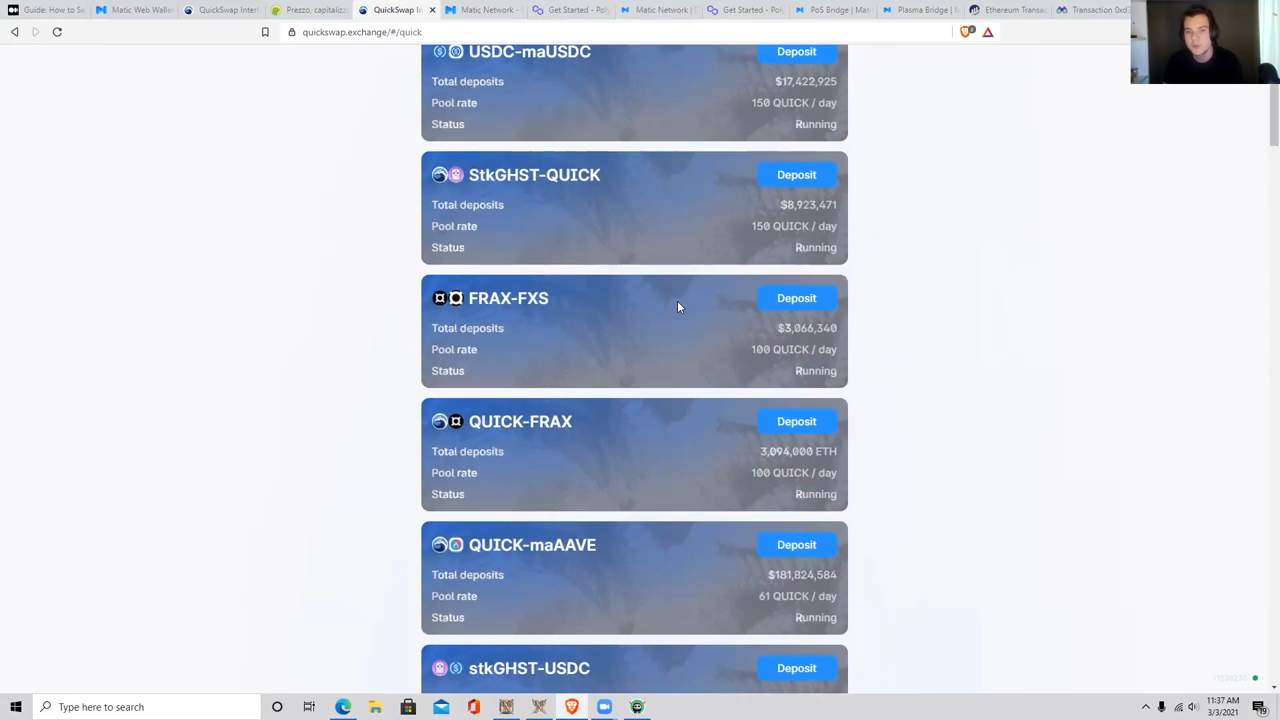 Guide: How to Se
Matic Web Walle
QuickSwap Interf
Prezzo, capitalizz
QuickSwap In
Matic Network -
Get Started - Poly
Matic Network | 
Get Started - Pol
PoS Bridge | Ma
Plasma Bridge | 
Ethereum Transac
quickswap.exchange/#/quick
USDC-maUSDC
Deposit
Total deposits
$17,422,925
Pool rate
150 QUICK / day
Status
Running
StkGHST-QUICK
Deposit
Total deposits
$8,923,471
Pool rate
150 QUICK / day
Status
Running
FRAX-FXS
Deposit
Total deposits
$3,066,340
Pool rate
100 QUICK / day
Status
Running
QUICK-FRAX
Deposit
Total deposits
3,094,000 ETH
Pool rate
100 QUICK / day
Status
Running
QUICK-maAAVE
Deposit
Total deposits
$181,824,584
Pool rate
61 QUICK / day
Status
Running
stkGHST-USDC
Deposit
Type here to search
11:37 AM
3/3/2021